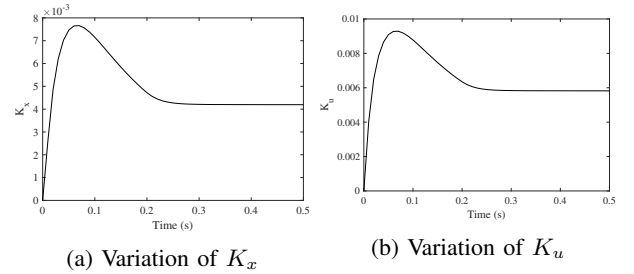 ×10⁻³
8
7
6
5
4
3
2
1
0
K_x
0 0.1 0.2 0.3 0.4 0.5
Time (s)
(a) Variation of K_x
0.01
0.008
0.006
0.004
0.002
0
K_u
0 0.1 0.2 0.3 0.4 0.5
Time (s)
(b) Variation of K_u